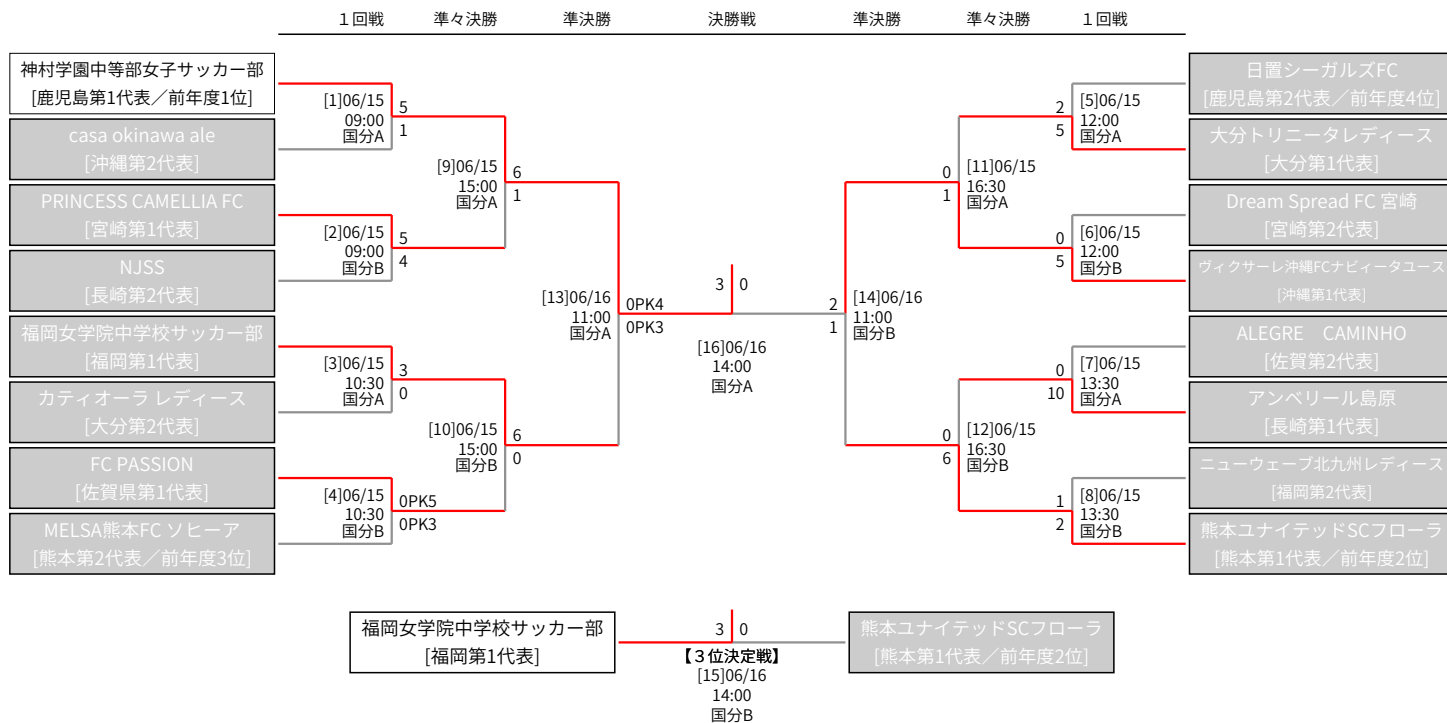 １回戦
準々決勝
準決勝
決勝戦
準決勝
準々決勝
１回戦
神村学園中等部女子サッカー部
[鹿児島第1代表／前年度1位]
casa okinawa ale
[沖縄第2代表]
PRINCESS CAMELLIA FC
[宮崎第1代表]
NJSS
[長崎第2代表]
福岡女学院中学校サッカー部
[福岡第1代表]
カティオーラ レディース
[大分第2代表]
FC PASSION
[佐賀県第1代表]
MELSA熊本FC ソヒーア
[熊本第2代表／前年度3位]
[1]06/15
09:00
国分A
5
1
[2]06/15
09:00
国分B
5
4
[3]06/15
10:30
国分A
3
0
[4]06/15
10:30
国分B
0PK5
0PK3
[9]06/15
15:00
国分A
6
1
[10]06/15
15:00
国分B
6
0
[13]06/16
11:00
国分A
0PK4
0PK3
3 0
[16]06/16
14:00
国分A
2
1
[14]06/16
11:00
国分B
0
1
[11]06/15
16:30
国分A
0
6
[12]06/15
16:30
国分B
2
5
[5]06/15
12:00
国分A
0
5
[6]06/15
12:00
国分B
0
10
[7]06/15
13:30
国分A
1
2
[8]06/15
13:30
国分B
日置シーガルズFC
[鹿児島第2代表／前年度4位]
大分トリニータレディース
[大分第1代表]
Dream Spread FC 宮崎
[宮崎第2代表]
ヴィクサーレ沖縄FCナビィータユース
[沖縄第1代表]
ALEGRE　CAMINHO
[佐賀第2代表]
アンベリール島原
[長崎第1代表]
ニューウェーブ北九州レディース
[福岡第2代表]
熊本ユナイテッドSCフローラ
[熊本第1代表／前年度2位]
福岡女学院中学校サッカー部
[福岡第1代表]
3 0
【３位決定戦】
[15]06/16
14:00
国分B
熊本ユナイテッドSCフローラ
[熊本第1代表／前年度2位]